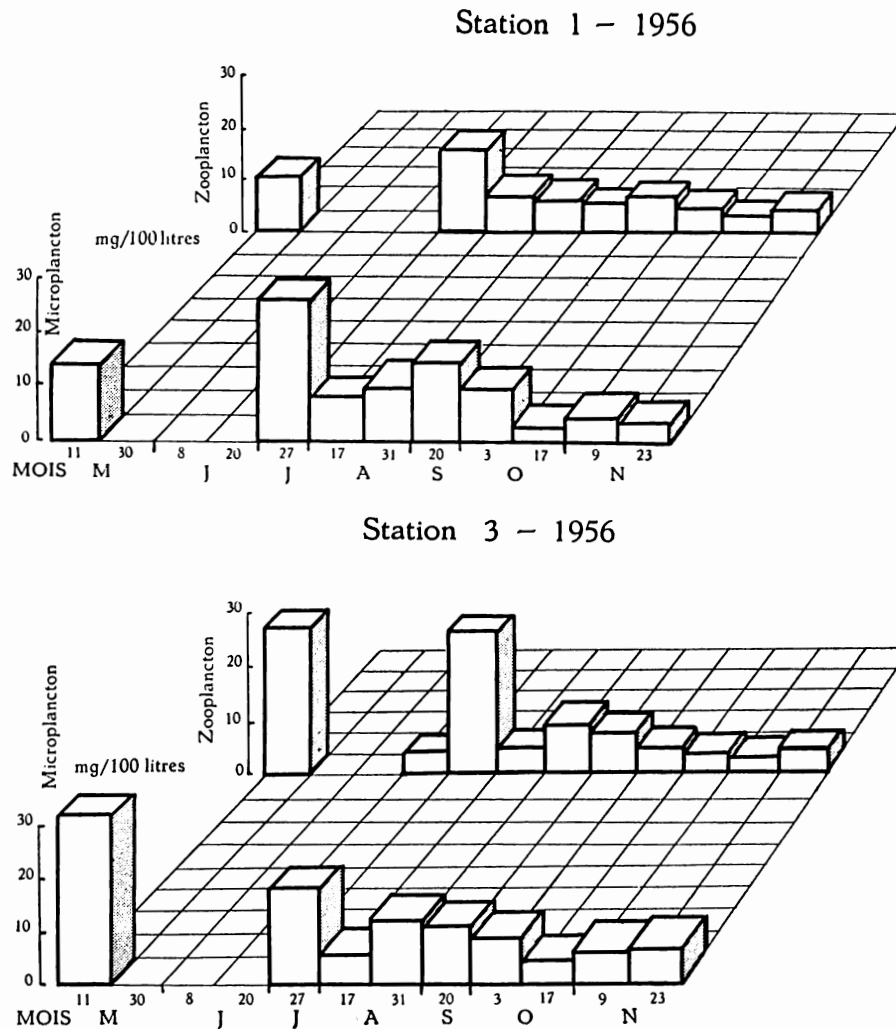 Station 1 – 1956
30
20
10
0
Zooplancton
mg/100 litres
30
20
10
0
Microplancton
11 30 8 20 27 17 31 20 3 17 9 23
MOIS M J J A S O N
Station 3 – 1956
30
20
10
0
Zooplancton
mg/100 litres
Microplancton
30
20
10
0
11 30 8 20 27 17 31 20 3 17 9 23
MOIS M J J A S O N